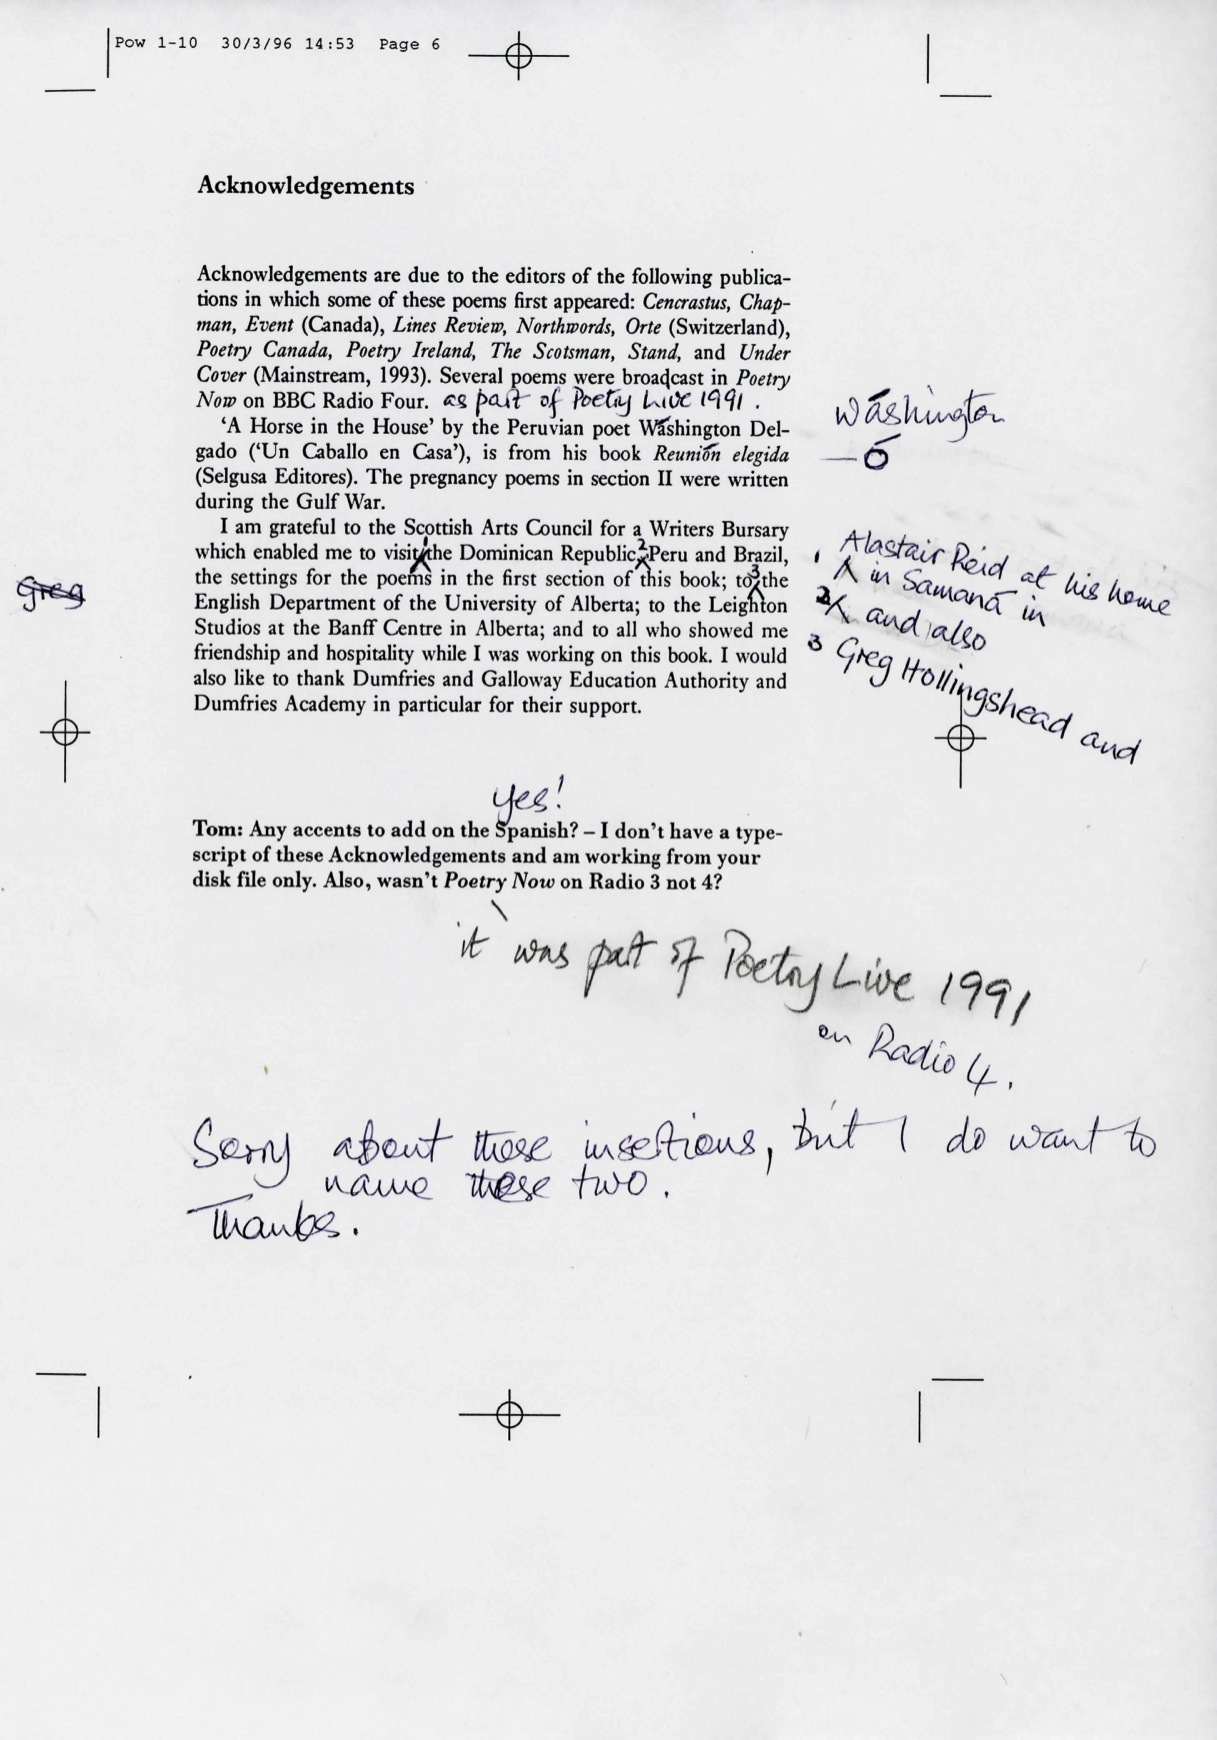 Pow 1-10 30/3/96 14:53 Page 6
Acknowledgements
Acknowledgements are due to the editors of the following publica-
tions in which some of these poems first appeared: Cencrastus, Chap-
man, Event (Canada), Lines Review, Northwords, Orte (Switzerland),
Poetry Canada, Poetry Ireland, The Scotsman, Stand, and Under
Cover (Mainstream, 1993). Several poems were broadcast in Poetry
Now on BBC Radio Four. as part of Poetry Live 1991.
'A Horse in the House' by the Peruvian poet Wáshington Del-
gado ('Un Caballo en Casa'), is from his book Reunión elegida
(Selgusa Editores). The pregnancy poems in section II were written
during the Gulf War.
Wáshington
—ó
I am grateful to the Scottish Arts Council for a Writers Bursary
which enabled me to visit 1 the Dominican Republic, 2 Peru and Brazil,
the settings for the poems in the first section of this book; to 3 the
English Department of the University of Alberta; to the Leighton
Studios at the Banff Centre in Alberta; and to all who showed me
friendship and hospitality while I was working on this book. I would
also like to thank Dumfries and Galloway Education Authority and
Dumfries Academy in particular for their support.
Greg
1 Alastair Reid at his home
in Samaná in
2 and also
3 Greg Hollingshead and
Yes!
Tom: Any accents to add on the Spanish? – I don't have a type-
script of these Acknowledgements and am working from your
disk file only. Also, wasn't Poetry Now on Radio 3 not 4?
it was part of Poetry Live 1991
on Radio 4.
Sorry about these insertions, but I do want to
name these two.
Thanks.